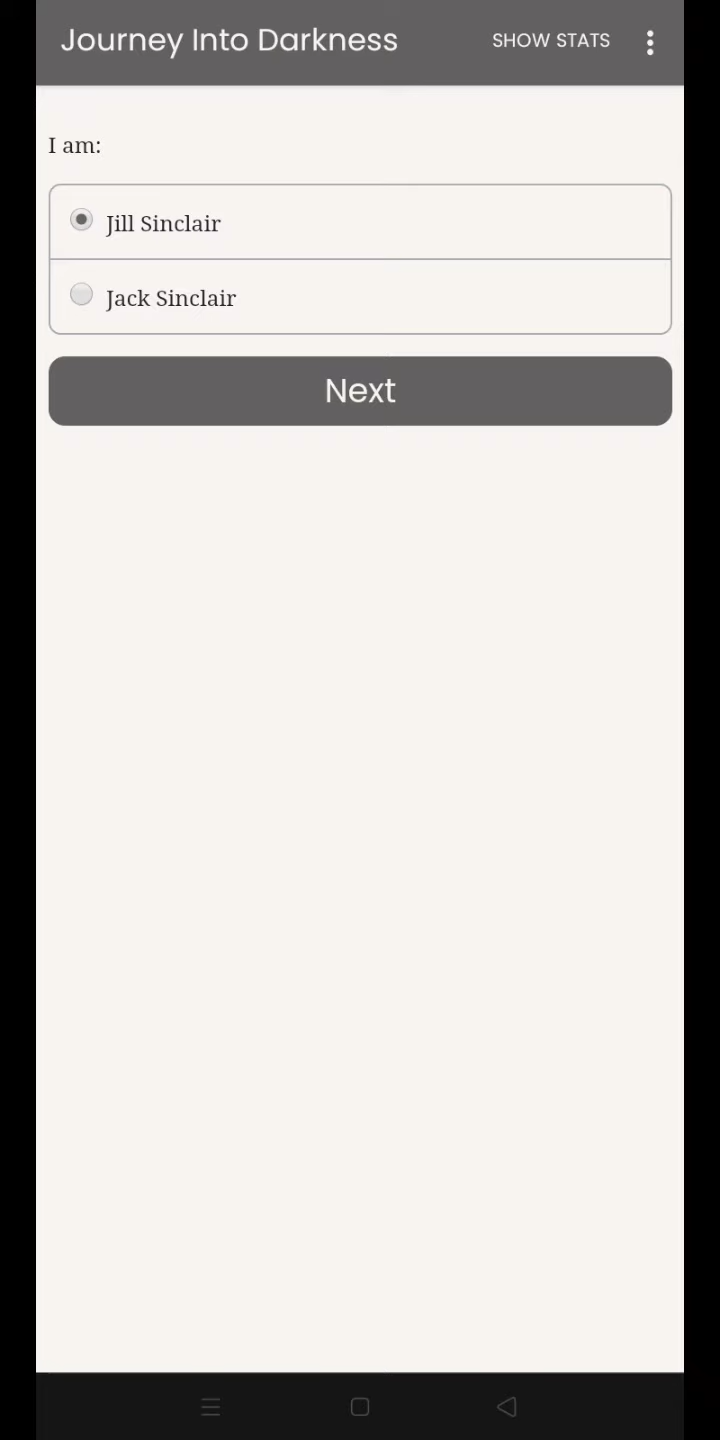 Journey Into Darkness SHOW STATS
I am:
Jill Sinclair
Jack Sinclair
Next